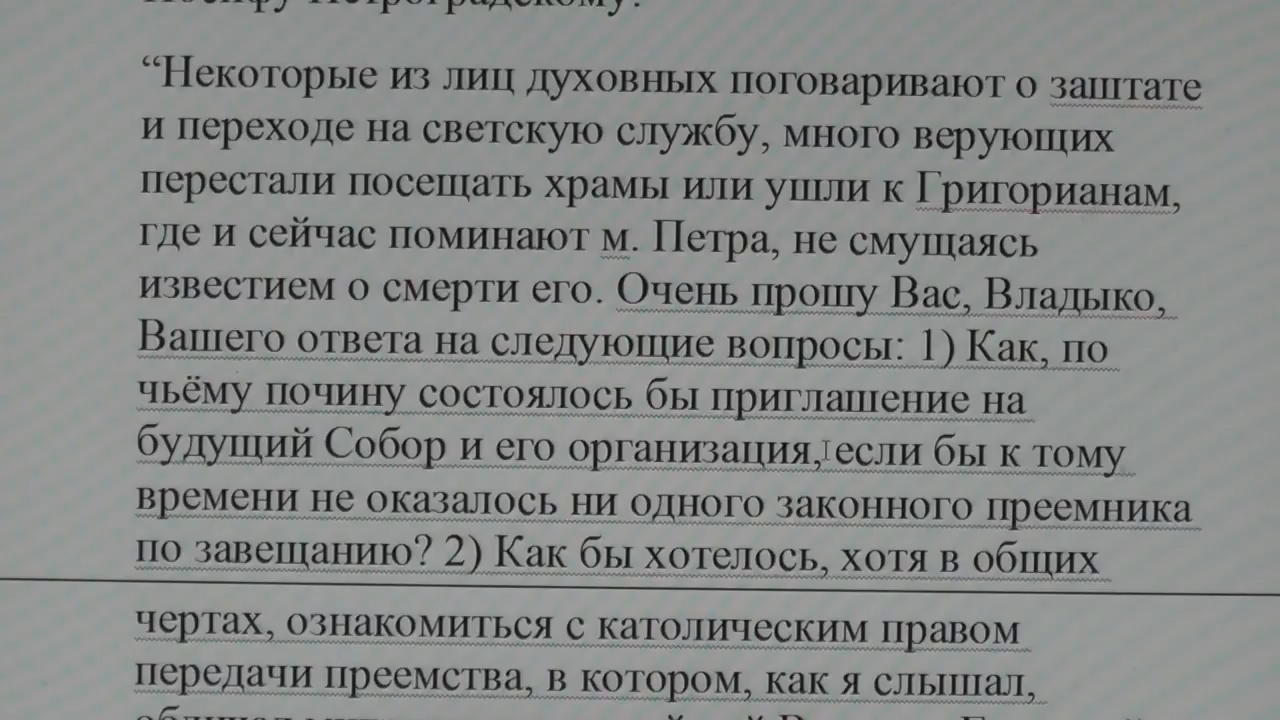 “Некоторые из лиц духовных поговаривают о заштате
и переходе на светскую службу, много верующих
перестали посещать храмы или ушли к Григорианам,
где и сейчас поминают м. Петра, не смущаясь
известием о смерти его. Очень прошу Вас, Владыко,
Вашего ответа на следующие вопросы: 1) Как, по
чьёму почину состоялось бы приглашение на
будущий Собор и его организация, если бы к тому
времени не оказалось ни одного законного преемника
по завещанию? 2) Как бы хотелось, хотя в общих
чертах, ознакомиться с католическим правом
передачи преемства, в котором, как я слышал,